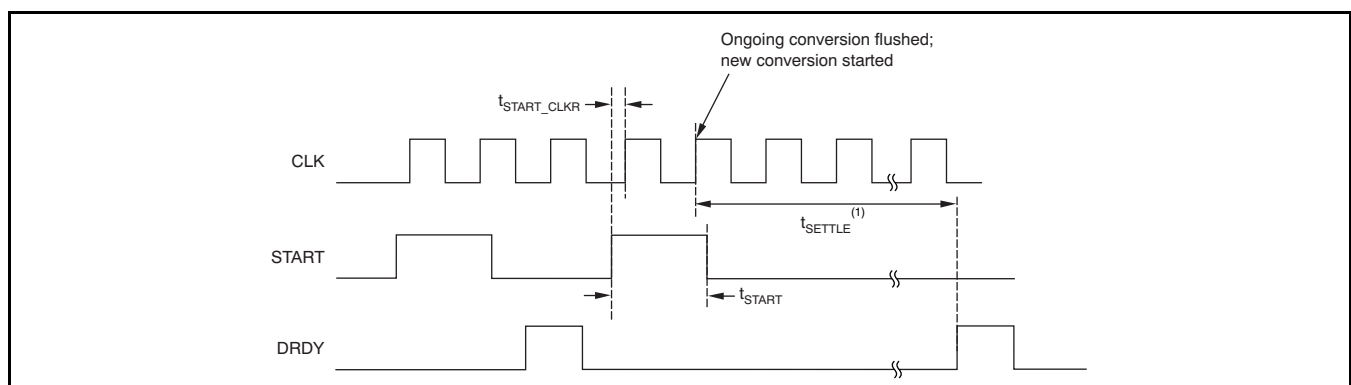 Ongoing conversion flushed;
new conversion started
tSTART_CLKR
CLK
tSETTLE(1)
START
tSTART
DRDY